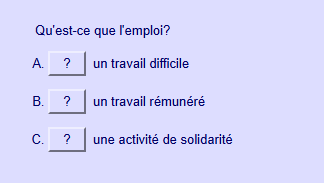 Qu'est-ce que l'emploi?
A. ? un travail difficile
B. ? un travail rémunéré
C. ? une activité de solidarité